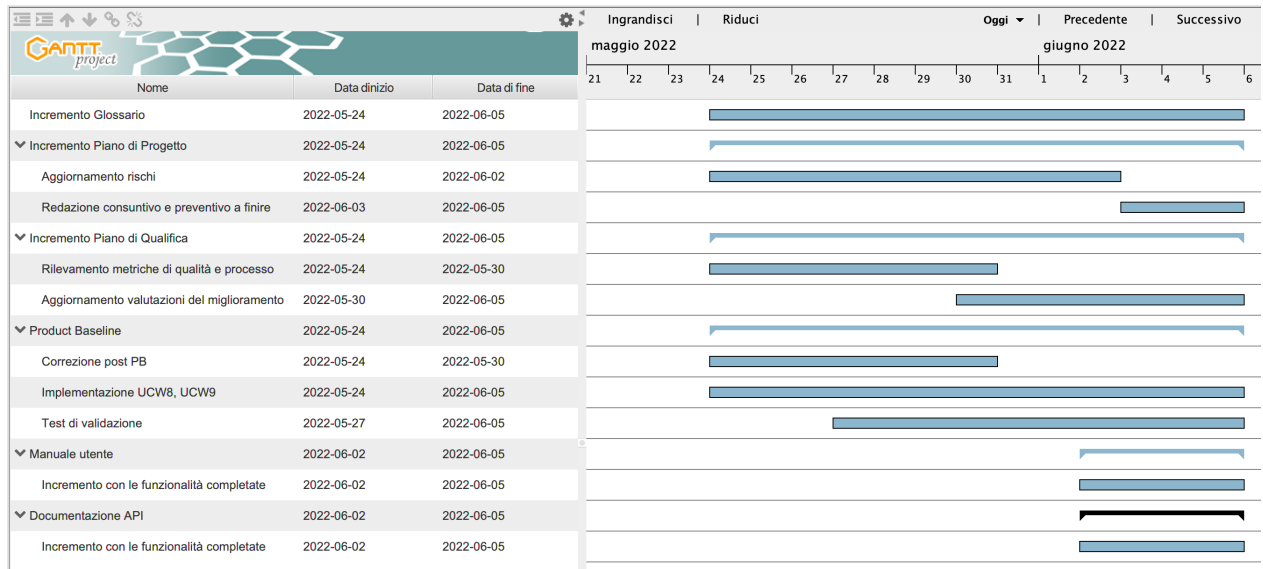 Ingrandisci | Riduci Oggi | Precedente | Successivo
GANTT project
maggio 2022 giugno 2022
21 22 23 24 25 26 27 28 29 30 31 1 2 3 4 5 6
Nome Data dinizio Data di fine
Incremento Glossario 2022-05-24 2022-06-05
Incremento Piano di Progetto 2022-05-24 2022-06-05
Aggiornamento rischi 2022-05-24 2022-06-02
Redazione consuntivo e preventivo a finire 2022-06-03 2022-06-05
Incremento Piano di Qualifica 2022-05-24 2022-06-05
Rilevamento metriche di qualità e processo 2022-05-24 2022-05-30
Aggiornamento valutazioni del miglioramento 2022-05-30 2022-06-05
Product Baseline 2022-05-24 2022-06-05
Correzione post PB 2022-05-24 2022-05-30
Implementazione UCW8, UCW9 2022-05-24 2022-06-05
Test di validazione 2022-05-27 2022-06-05
Manuale utente 2022-06-02 2022-06-05
Incremento con le funzionalità completate 2022-06-02 2022-06-05
Documentazione API 2022-06-02 2022-06-05
Incremento con le funzionalità completate 2022-06-02 2022-06-05